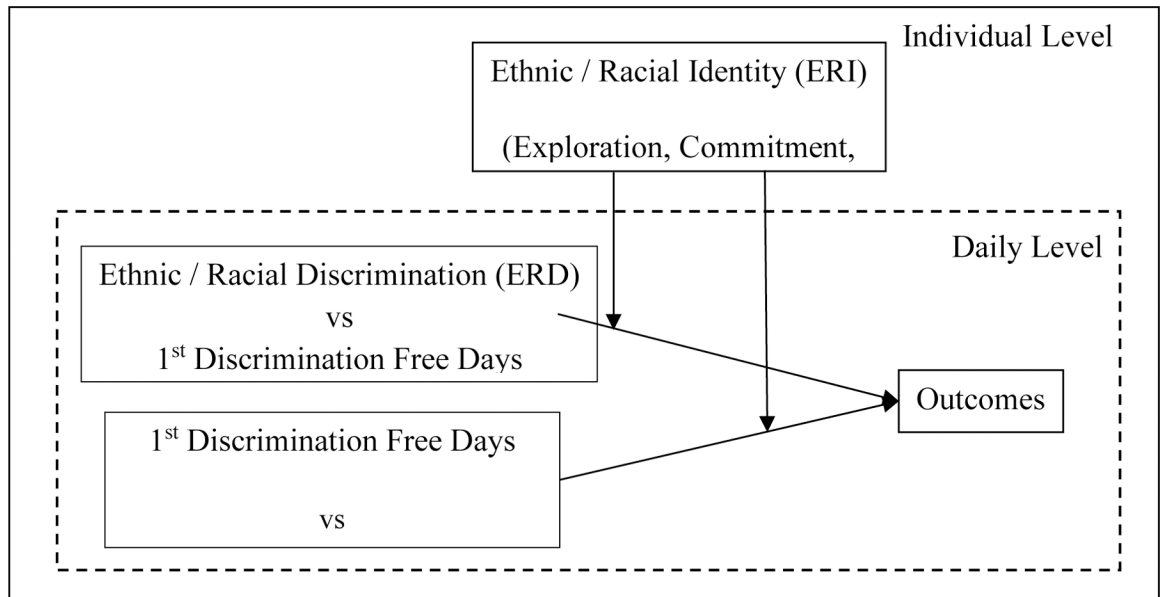 Individual Level
Ethnic / Racial Identity (ERI)
(Exploration, Commitment,
Daily Level
Ethnic / Racial Discrimination (ERD)
vs
1st Discrimination Free Days
1st Discrimination Free Days
vs
Outcomes